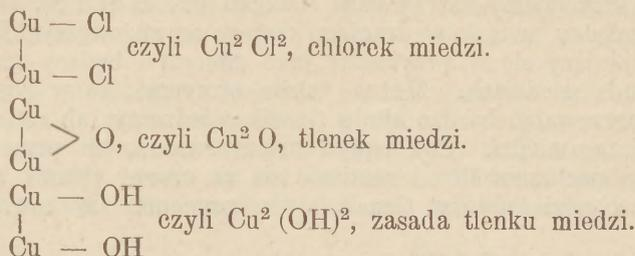 Cu — Cl
| czyli Cu² Cl², chlorek miedzi.
Cu — Cl
Cu
| > O, czyli Cu² O, tlenek miedzi.
Cu
Cu — OH
| czyli Cu² (OH)², zasada tlenku miedzi.
Cu — OH